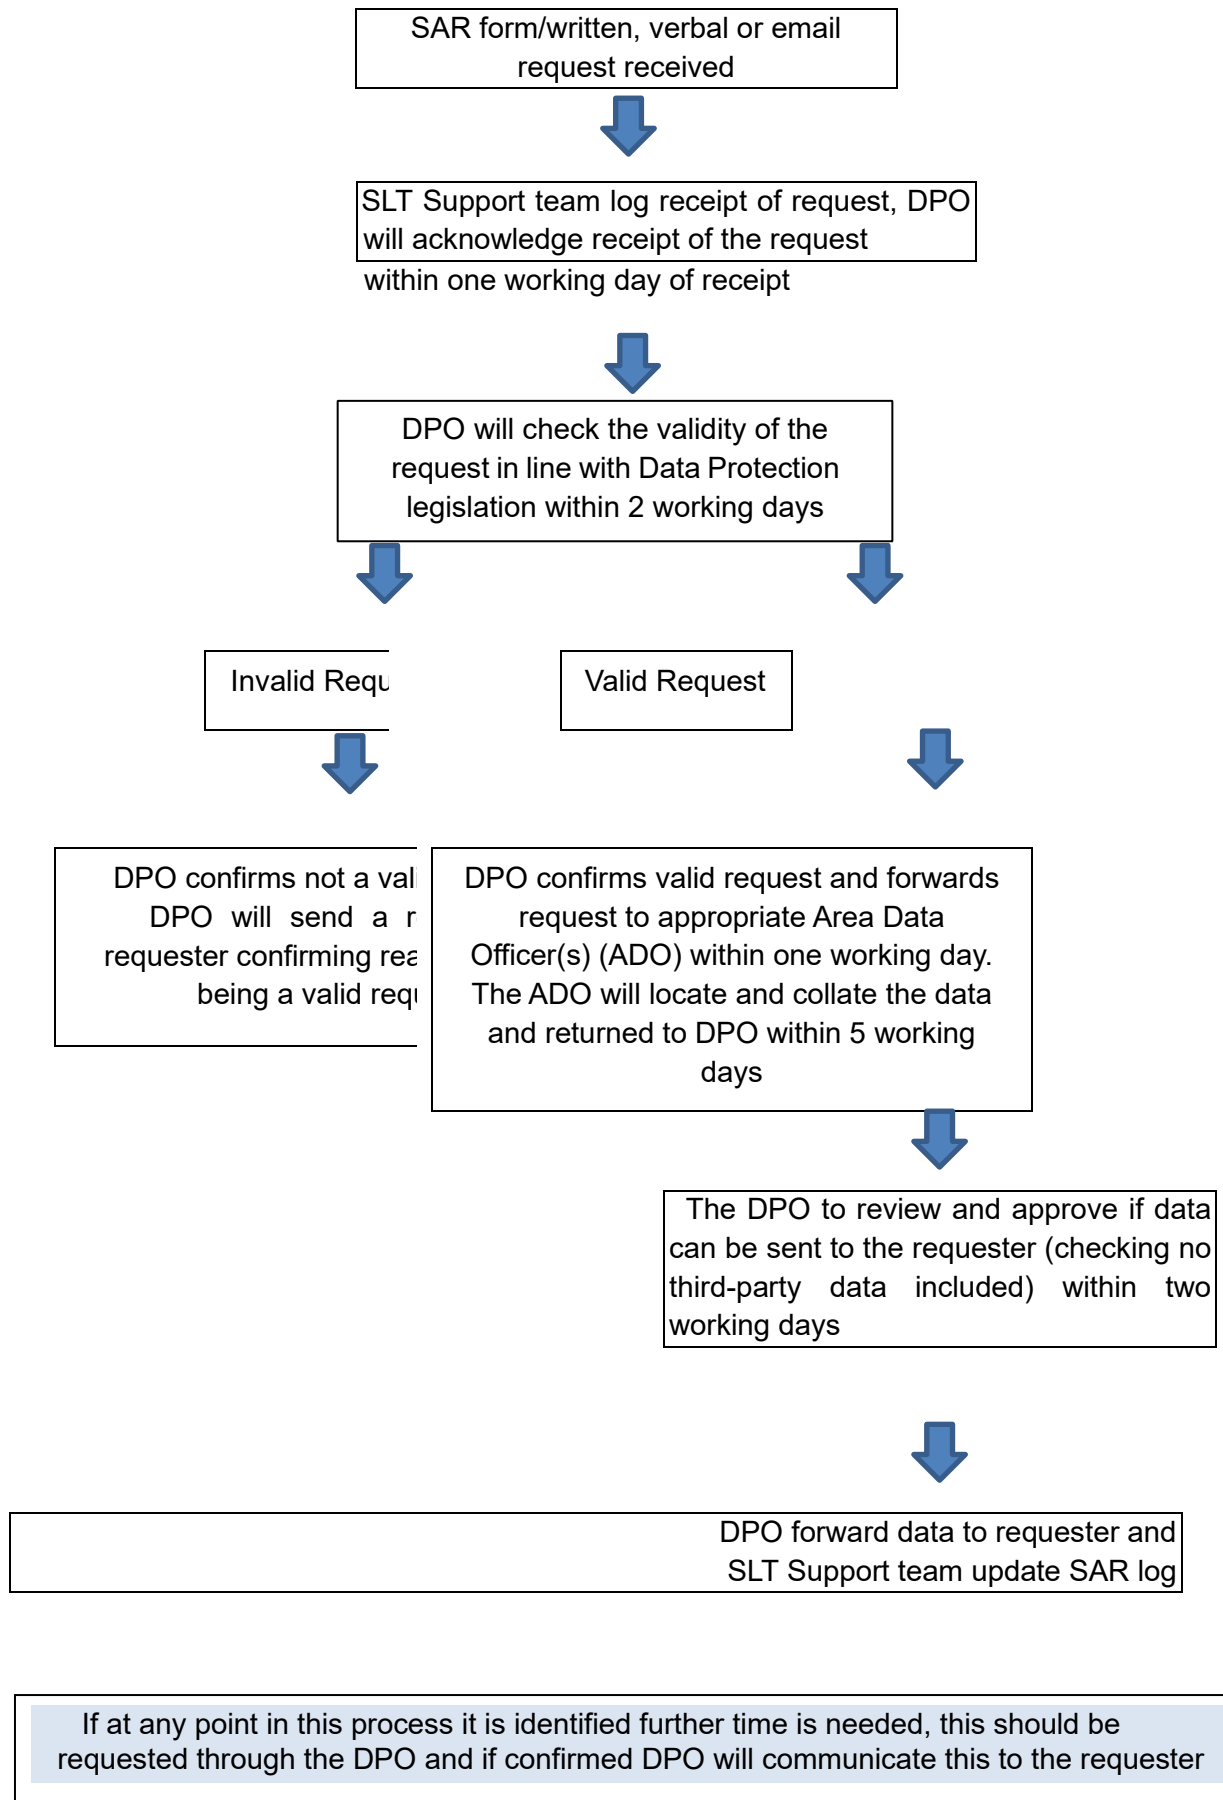 SAR form/written, verbal or email
request received
SLT Support team log receipt of request, DPO
will acknowledge receipt of the request
within one working day of receipt
DPO will check the validity of the
request in line with Data Protection
legislation within 2 working days
Invalid Requ
Valid Request
DPO confirms not a vali
DPO will send a r
requester confirming rea
being a valid requ
DPO confirms valid request and forwards
request to appropriate Area Data
Officer(s) (ADO) within one working day.
The ADO will locate and collate the data
and returned to DPO within 5 working
days
The DPO to review and approve if data
can be sent to the requester (checking no
third-party data included) within two
working days
DPO forward data to requester and
SLT Support team update SAR log
If at any point in this process it is identified further time is needed, this should be
requested through the DPO and if confirmed DPO will communicate this to the requester